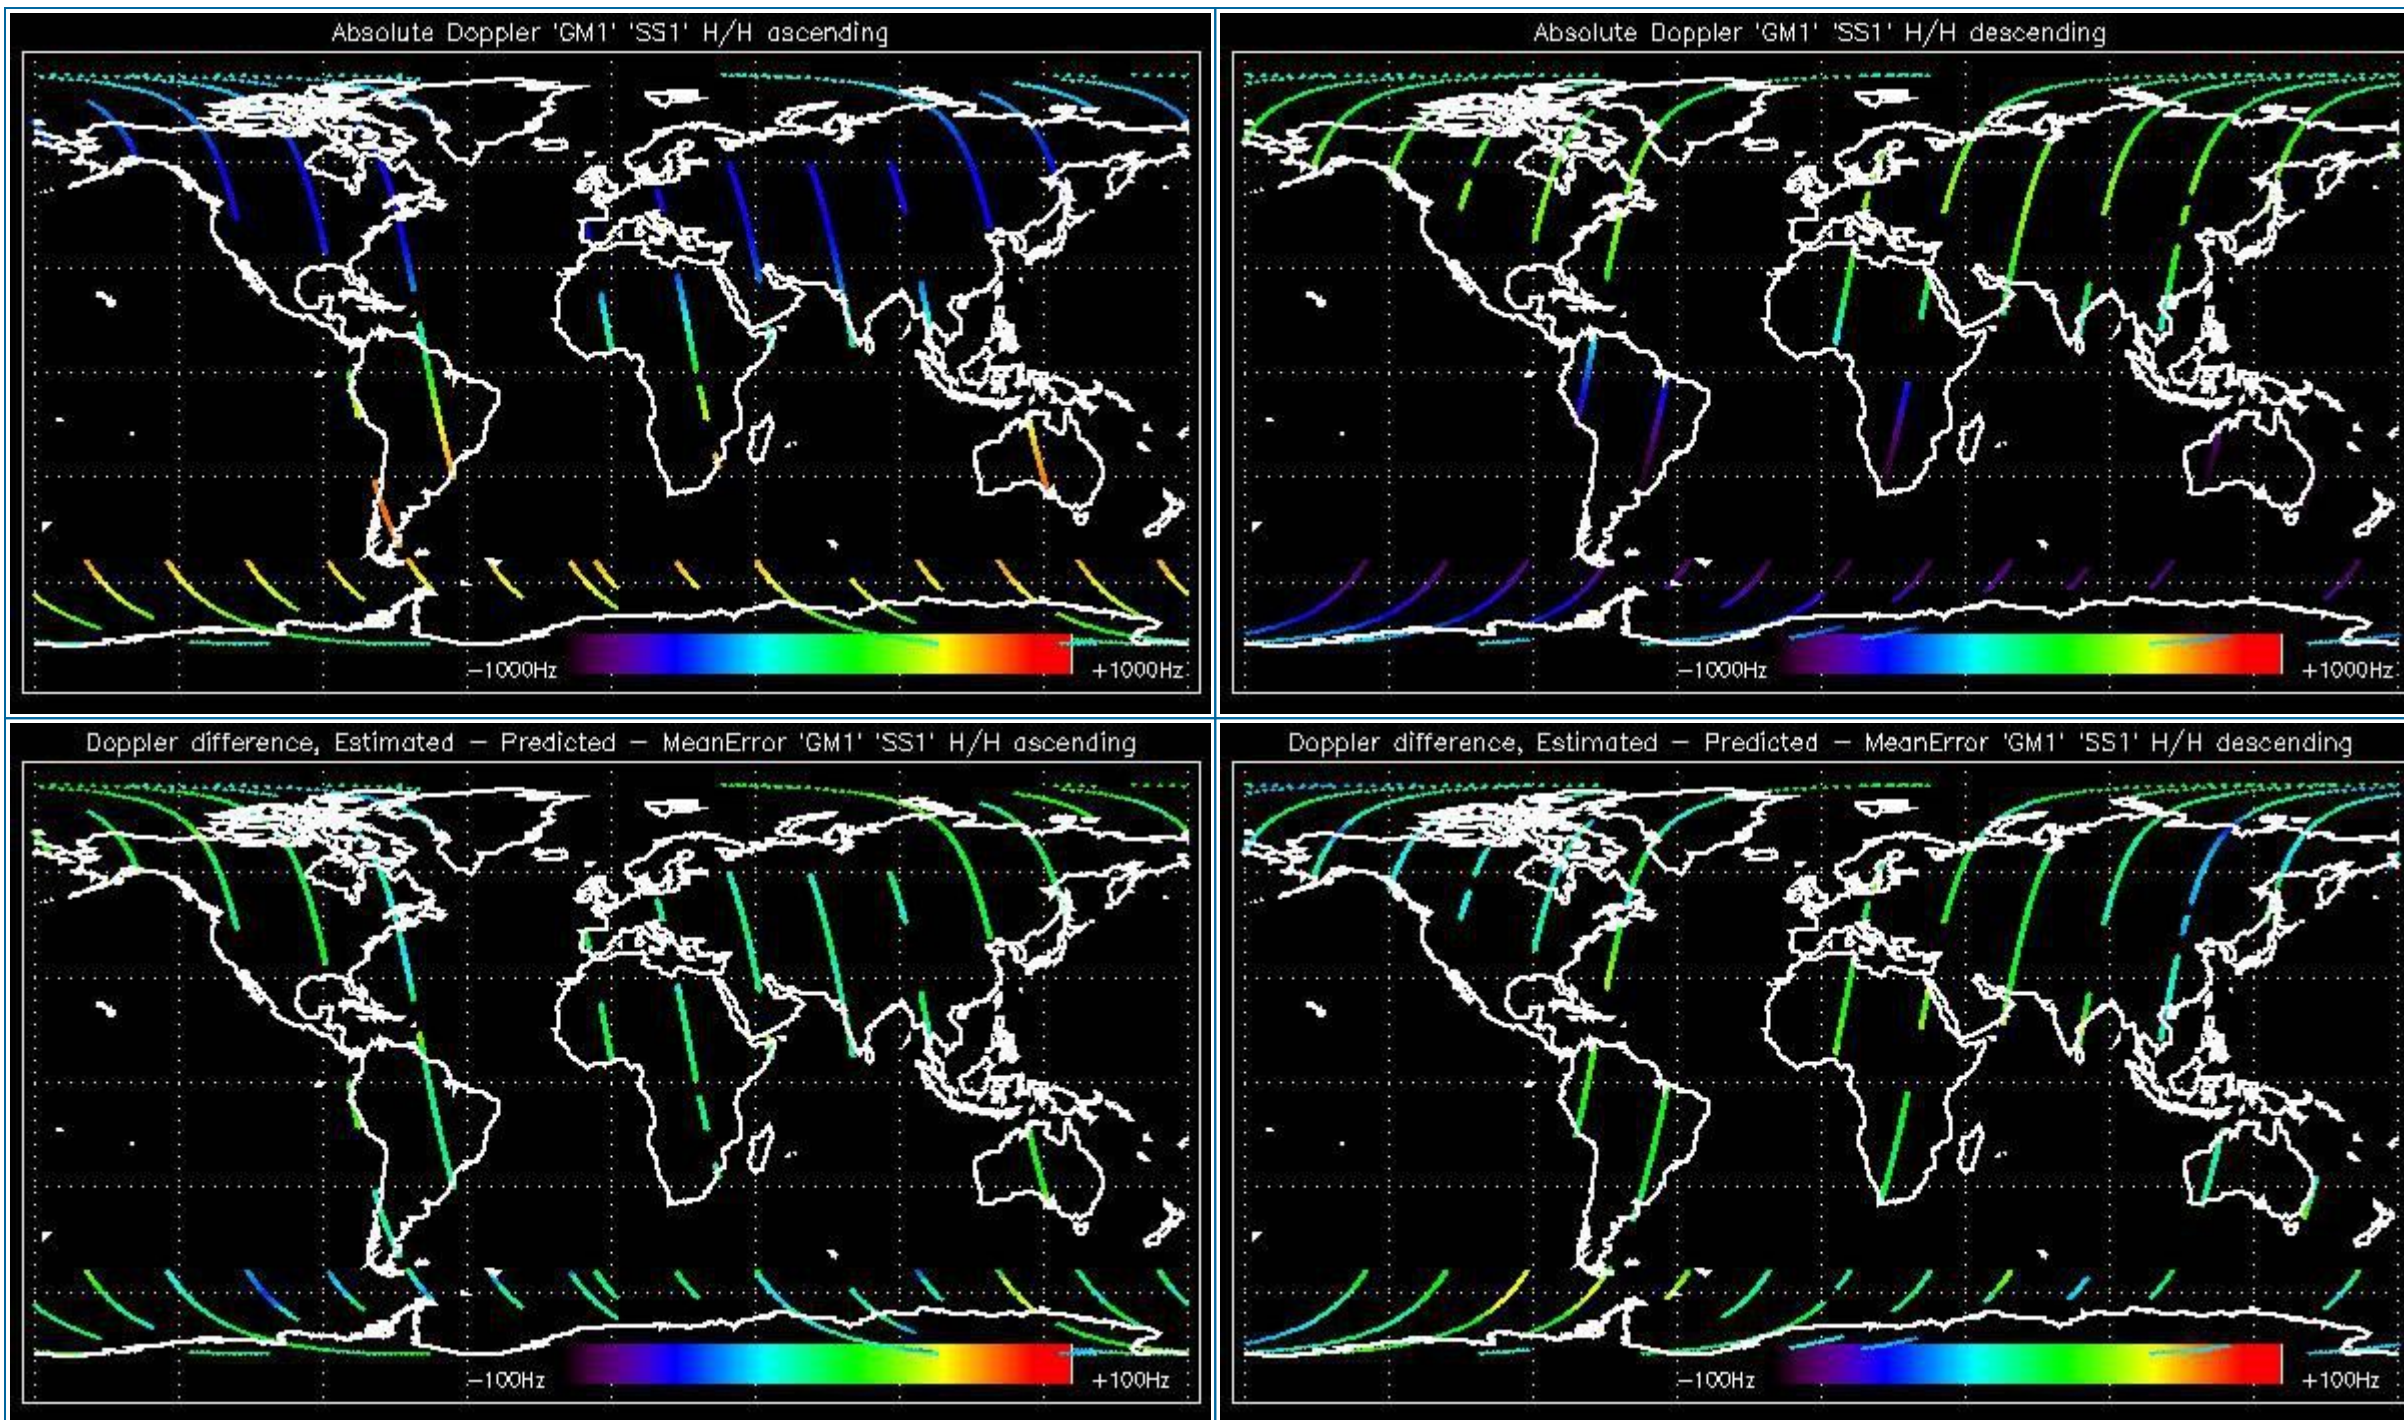 Absolute Doppler 'GM1' 'SS1' H/H ascending
−1000Hz
+1000Hz
Absolute Doppler 'GM1' 'SS1' H/H descending
−1000Hz
+1000Hz
Doppler difference, Estimated − Predicted − MeanError 'GM1' 'SS1' H/H ascending
−100Hz
+100Hz
Doppler difference, Estimated − Predicted − MeanError 'GM1' 'SS1' H/H descending
−100Hz
+100Hz